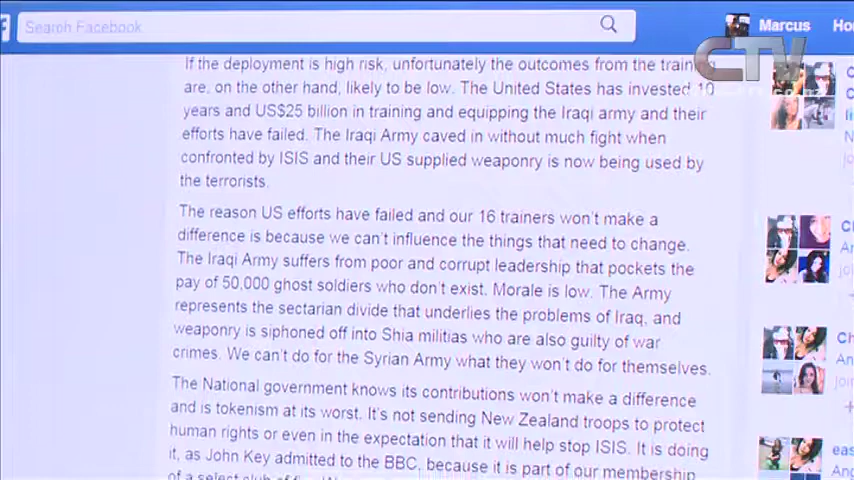 Search Facebook
Marcus
Ho
CTV
If the deployment is high risk, unfortunately the outcomes from the training
are, on the other hand, likely to be low. The United States has invested 10
years and US$25 billion in training and equipping the Iraqi army and their
efforts have failed. The Iraqi Army caved in without much fight when
confronted by ISIS and their US supplied weaponry is now being used by
the terrorists.
The reason US efforts have failed and our 16 trainers won't make a
difference is because we can't influence the things that need to change.
The Iraqi Army suffers from poor and corrupt leadership that pockets the
pay of 50,000 ghost soldiers who don't exist. Morale is low. The Army
represents the sectarian divide that underlies the problems of Iraq, and
weaponry is siphoned off into Shia militias who are also guilty of war
crimes. We can't do for the Syrian Army what they won't do for themselves.
The National government knows its contributions won't make a difference
and is tokenism at its worst. It's not sending New Zealand troops to protect
human rights or even in the expectation that it will help stop ISIS. It is doing
it, as John Key admitted to the BBC, because it is part of our membership
of a select club